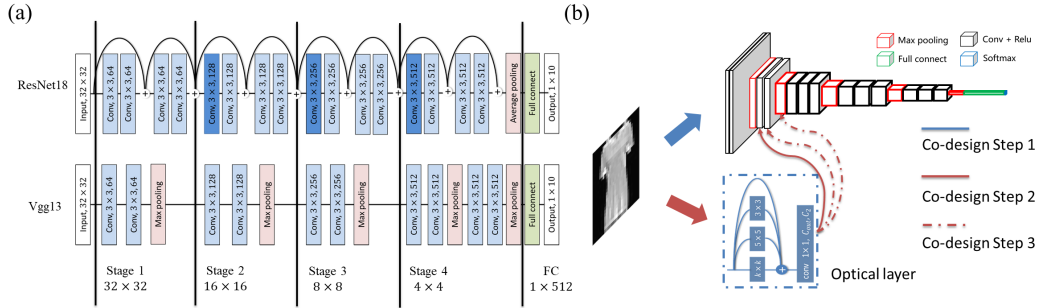 (a)
ResNet18
Input, 32 × 32
Conv, 3 × 3,64
Conv, 3 × 3,64
Conv, 3 × 3,64
Conv, 3 × 3,64
Conv, 3 × 3,128
Conv, 3 × 3,128
Conv, 3 × 3,128
Conv, 3 × 3,128
Conv, 3 × 3,256
Conv, 3 × 3,256
Conv, 3 × 3,256
Conv, 3 × 3,256
Conv, 3 × 3,512
Conv, 3 × 3,512
Conv, 3 × 3,512
Conv, 3 × 3,512
Average pooling
Full connect
Output, 1 × 10
+
+
+
+
+
+
+
+
Vgg13
Input, 32 × 32
Conv, 3 × 3,64
Conv, 3 × 3,64
Max pooling
Conv, 3 × 3,128
Conv, 3 × 3,128
Max pooling
Conv, 3 × 3,256
Conv, 3 × 3,256
Max pooling
Conv, 3 × 3,512
Conv, 3 × 3,512
Max pooling
Conv, 3 × 3,512
Conv, 3 × 3,512
Max pooling
Full connect
Output, 1 × 10
Stage 1
32 × 32
Stage 2
16 × 16
Stage 3
8 × 8
Stage 4
4 × 4
FC
1 × 512
(b)
Max pooling
Conv + Relu
Full connect
Softmax
Co-design Step 1
Co-design Step 2
Co-design Step 3
3 × 3
5 × 5
k × k
+
conv 1 × 1, C_out, C_2
Optical layer